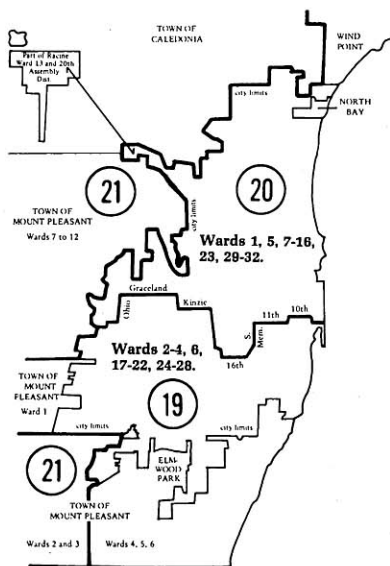 TOWN OF
CALEDONIA
WIND
POINT
Part of Racine
Ward 13 and 20th
Assembly
Dist.
city limits
NORTH
BAY
21
20
TOWN OF
MOUNT PLEASANT
Wards 7 to 12
city limits
Wards 1, 5, 7-16,
23, 29-32.
Graceland
Ohio
Kinzie
11th
10th
S.
Mem.
16th
Wards 2-4, 6,
17-22, 24-28.
TOWN OF
MOUNT
PLEASANT
Ward 1
19
city limits
city limits
21
ELM-
WOOD
PARK
TOWN OF
MOUNT PLEASANT
Wards 2 and 3
Wards 4, 5, 6